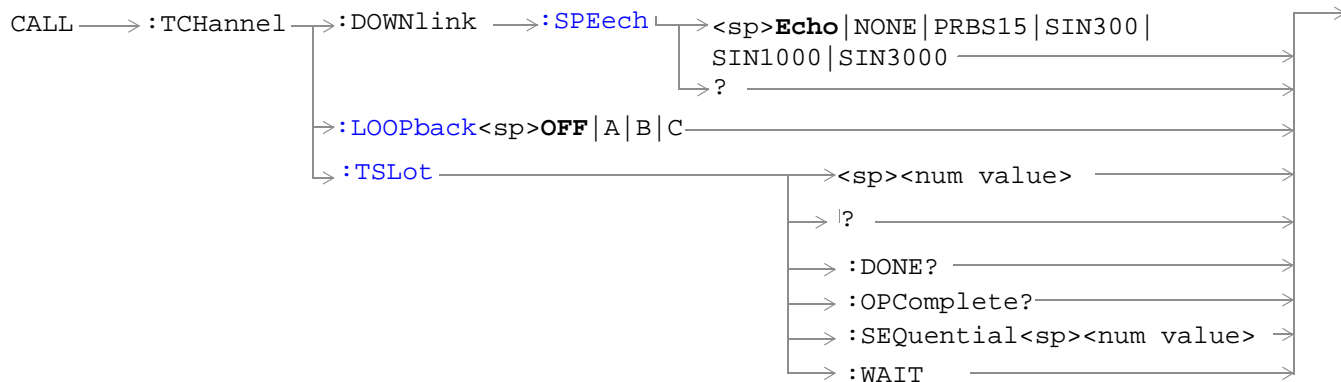 CALL :TCHannel :DOWNlink :SPEech <sp>Echo|NONE|PRBS15|SIN300|
SIN1000|SIN3000
?
:LOOPback<sp>OFF|A|B|C
:TSLot <sp><num value>
?
:DONE?
:OPComplete?
:SEQuential<sp><num value>
:WAIT